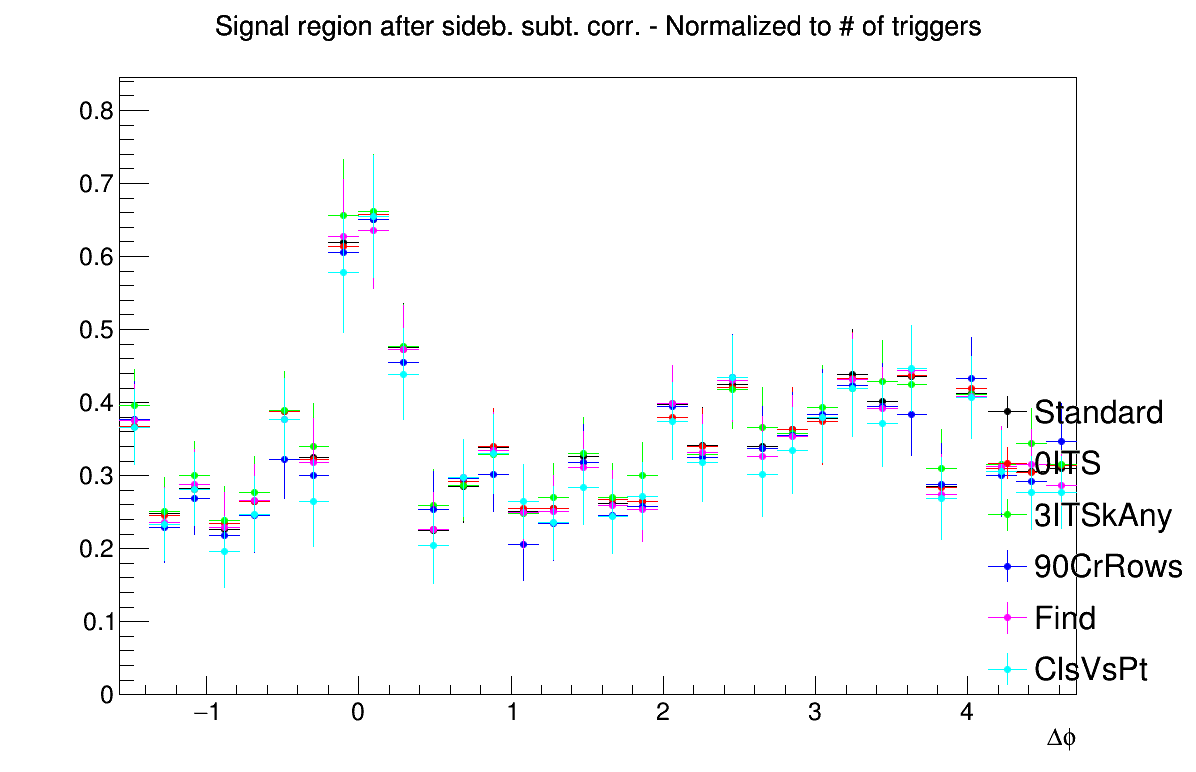 Signal region after sideb. subt. corr. - Normalized to # of triggers
0.8
0.7
0.6
0.5
0.4
0.3
0.2
0.1
0
Standard
0ITS
3ITSkAny
90CrRows
Find
ClsVsPt
−1 0 1 2 3 4
Δϕ